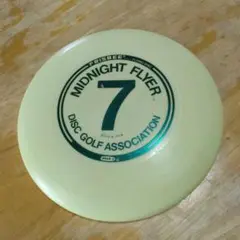 FRISBEE
MIDNIGHT FLYER
7
DISC GOLF ASSOCIATION